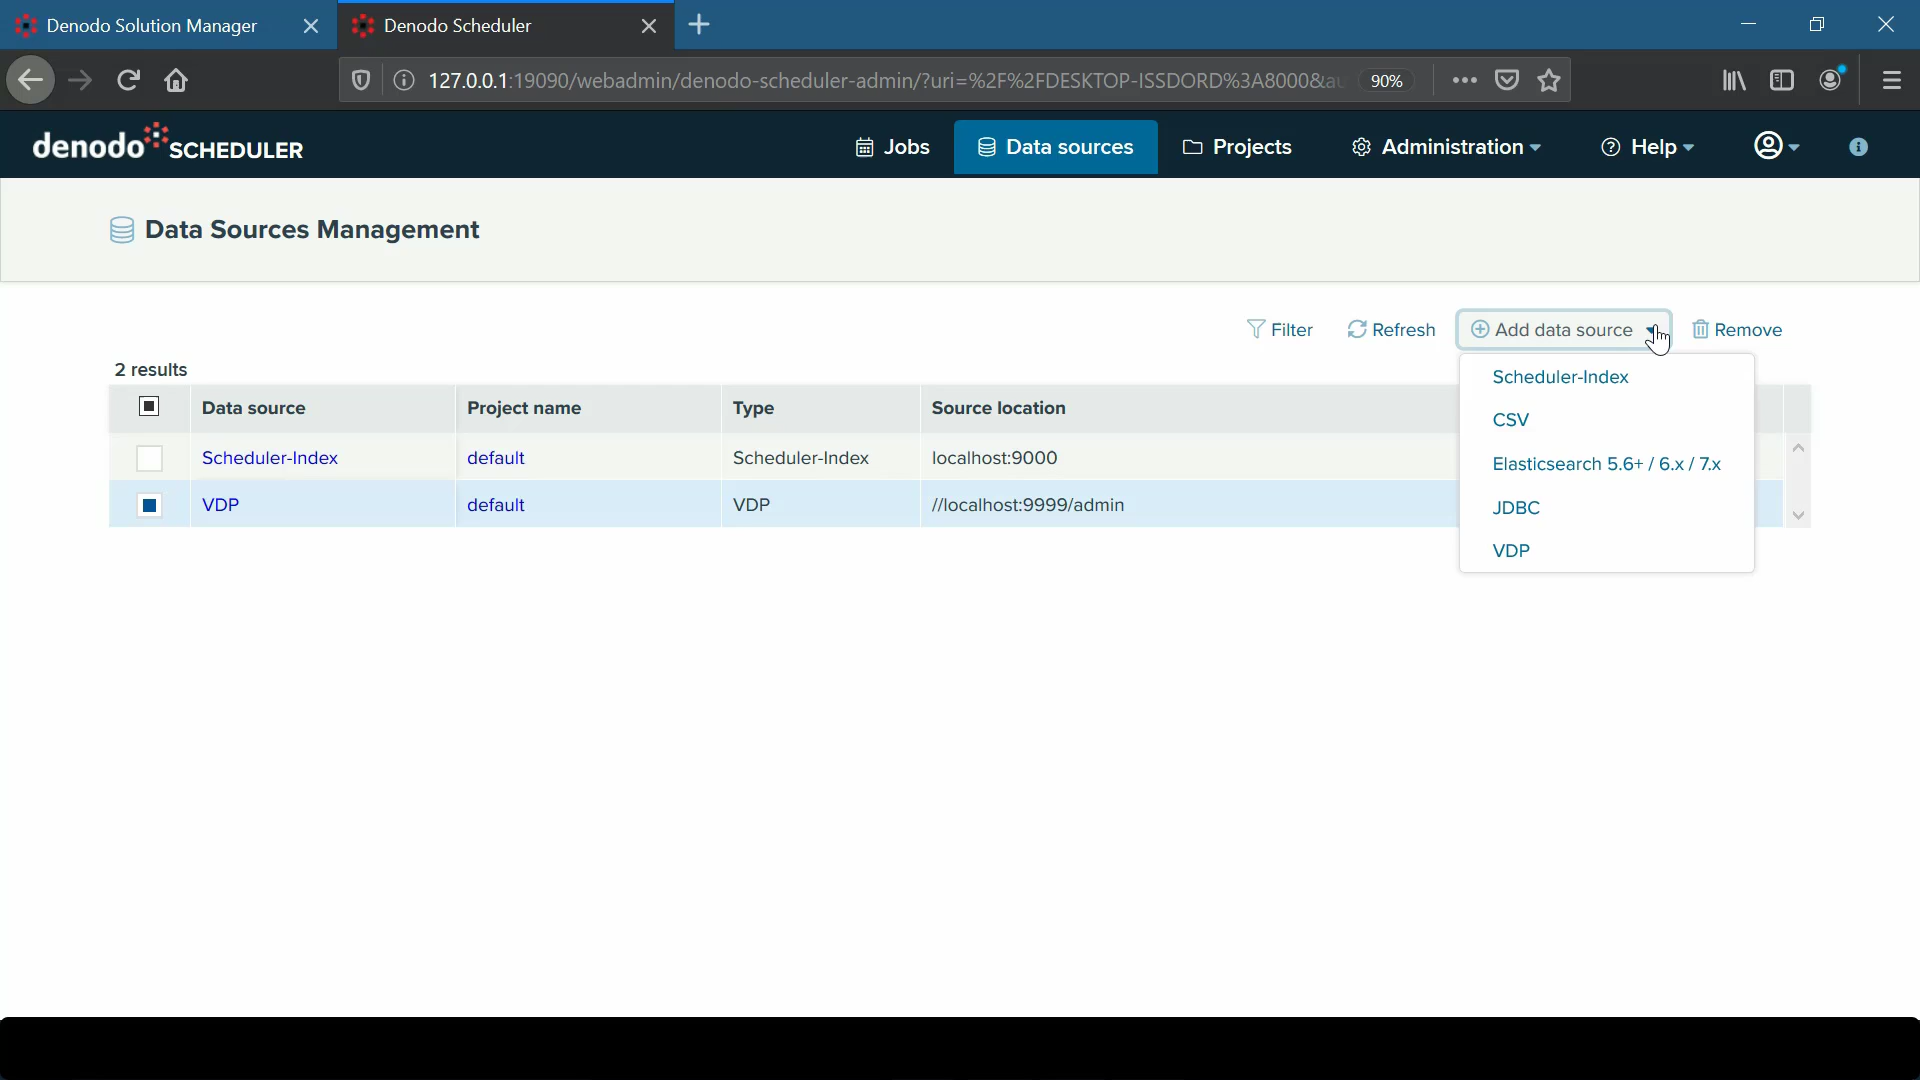 Denodo Solution Manager
Denodo Scheduler
127.0.0.1:19090/webadmin/denodo-scheduler-admin/?uri=%2F%2FDESKTOP-ISSDORD%3A8000&au
90%
denodo SCHEDULER
Jobs
Data sources
Projects
Administration
Help
Data Sources Management
Filter
Refresh
Add data source
Remove
2 results
Data source Project name Type Source location
Scheduler-Index default Scheduler-Index localhost:9000
VDP default VDP //localhost:9999/admin
Scheduler-Index
CSV
Elasticsearch 5.6+ / 6.x / 7.x
JDBC
VDP